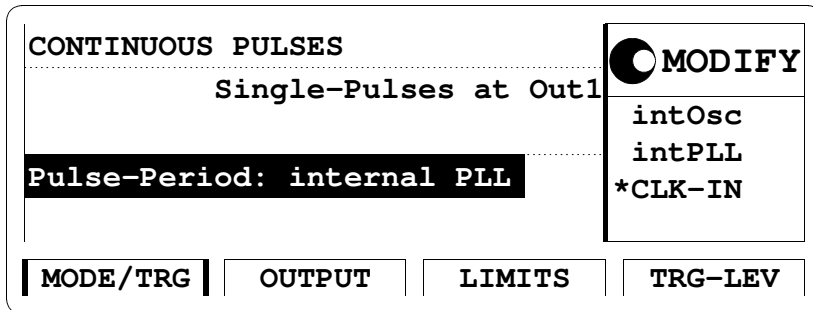 CONTINUOUS PULSES
Single-Pulses at Out1
Pulse-Period: internal PLL
MODIFY
intOsc
intPLL
*CLK-IN
MODE/TRG
OUTPUT
LIMITS
TRG-LEV